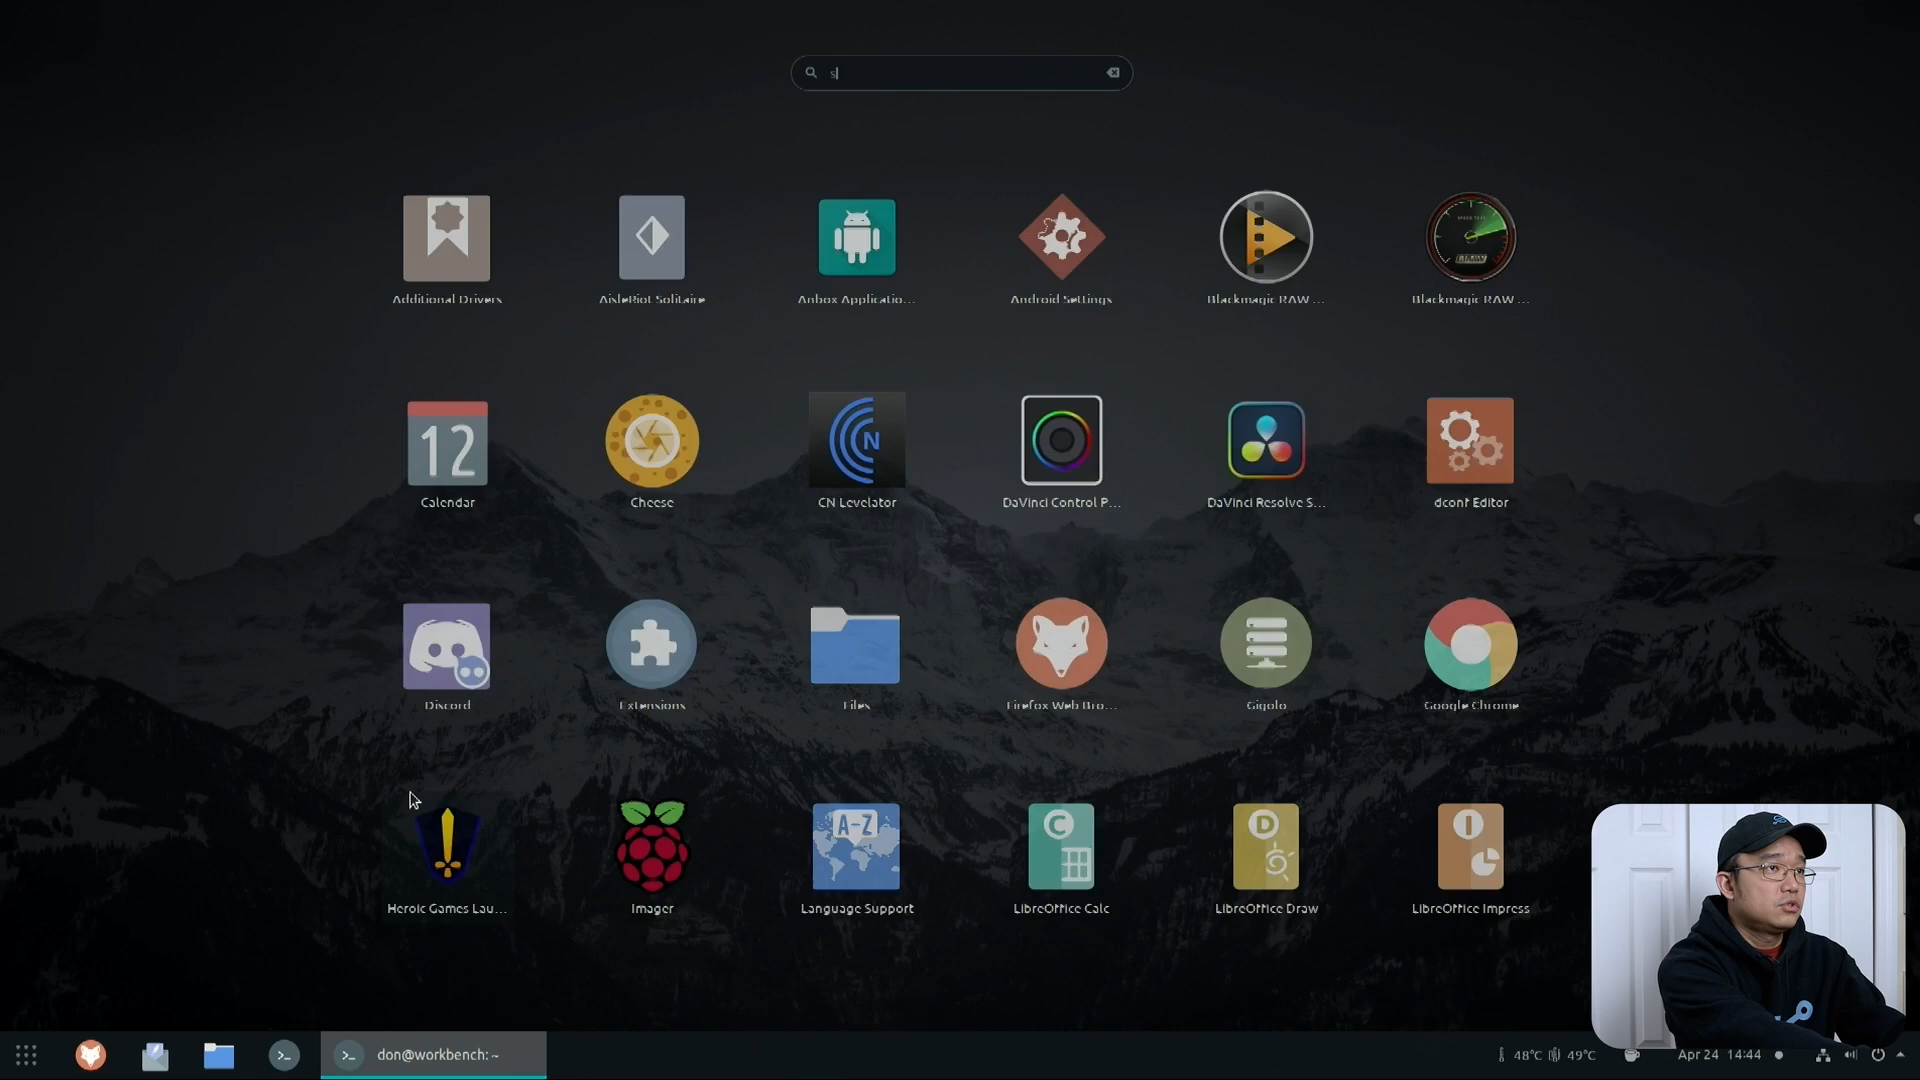 s
Additional Drivers
AisleRiot Solitaire
Anbox Applicatio...
Android Settings
Blackmagic RAW ...
Blackmagic RAW ...
12
N
Calendar
Cheese
CN Levelator
DaVinci Control P...
DaVinci Resolve S...
dconf Editor
Discord
Extensions
Files
Firefox Web Bro...
Gigolo
Google Chrome
A-Z
C
D
I
Heroic Games Lau...
Imager
Language Support
LibreOffice Calc
LibreOffice Draw
LibreOffice Impress
don@workbench: ~
48°C 49°C
Apr 24 14:44